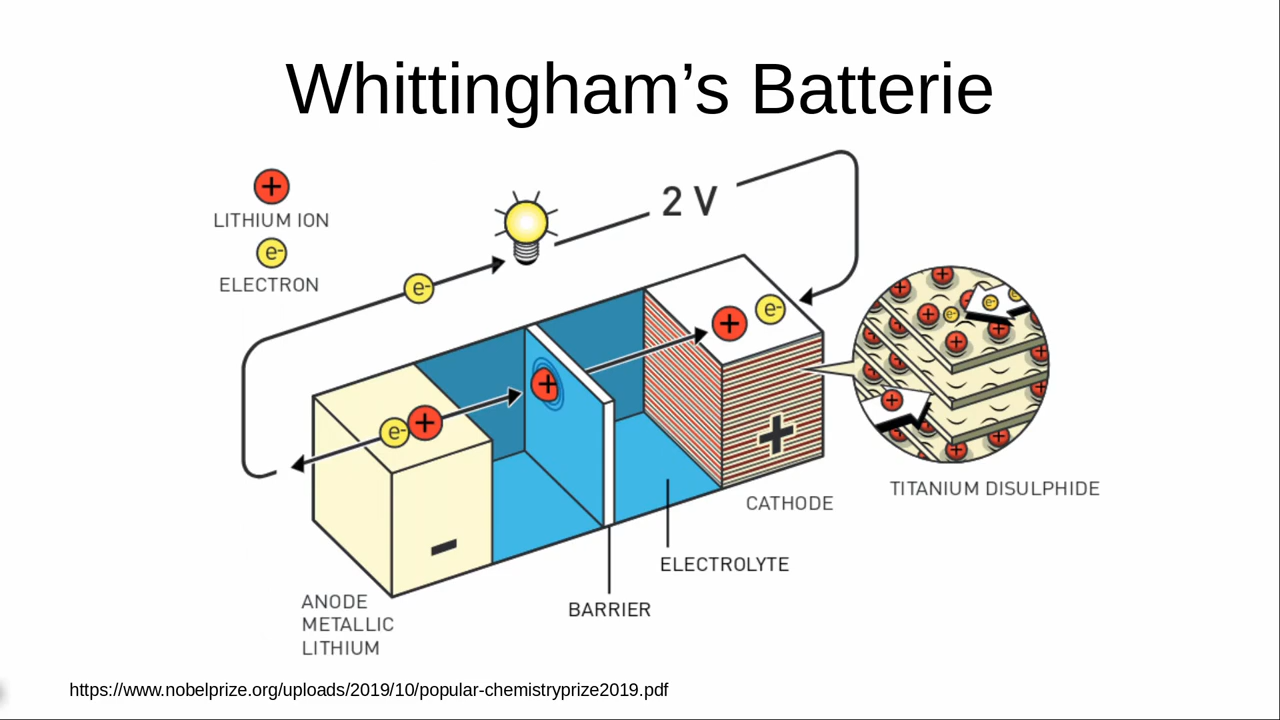 Whittingham’s Batterie
+
LITHIUM ION
e-
ELECTRON
2 V
e-
+
e-
+
e-
+
+
-
CATHODE
TITANIUM DISULPHIDE
ELECTROLYTE
BARRIER
ANODE
METALLIC
LITHIUM
https://www.nobelprize.org/uploads/2019/10/popular-chemistryprize2019.pdf